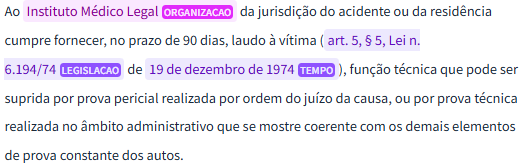 Ao Instituto Médico Legal ORGANIZACAO da jurisdição do acidente ou da residência
cumpre fornecer, no prazo de 90 dias, laudo à vítima ( art. 5, § 5, Lei n.
6.194/74 LEGISLACAO de 19 de dezembro de 1974 TEMPO ), função técnica que pode ser
suprida por prova pericial realizada por ordem do juízo da causa, ou por prova técnica
realizada no âmbito administrativo que se mostre coerente com os demais elementos
de prova constante dos autos.